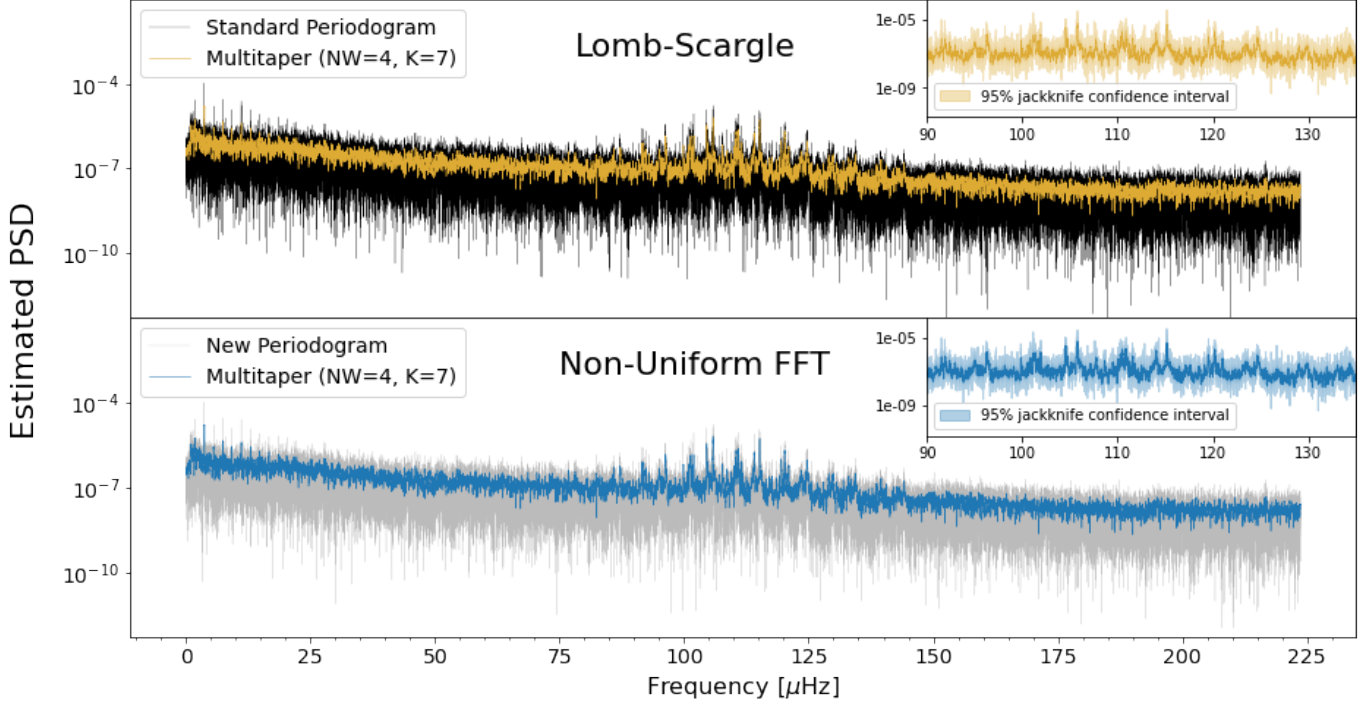 Standard Periodogram
Multitaper (NW=4, K=7)
Lomb-Scargle
1e-05
1e-09
95% jackknife confidence interval
90 100 110 120 130
10⁻⁴
10⁻⁷
10⁻¹⁰
Estimated PSD
New Periodogram
Multitaper (NW=4, K=7)
Non-Uniform FFT
1e-05
1e-09
95% jackknife confidence interval
90 100 110 120 130
10⁻⁴
10⁻⁷
10⁻¹⁰
0 25 50 75 100 125 150 175 200 225
Frequency [μHz]